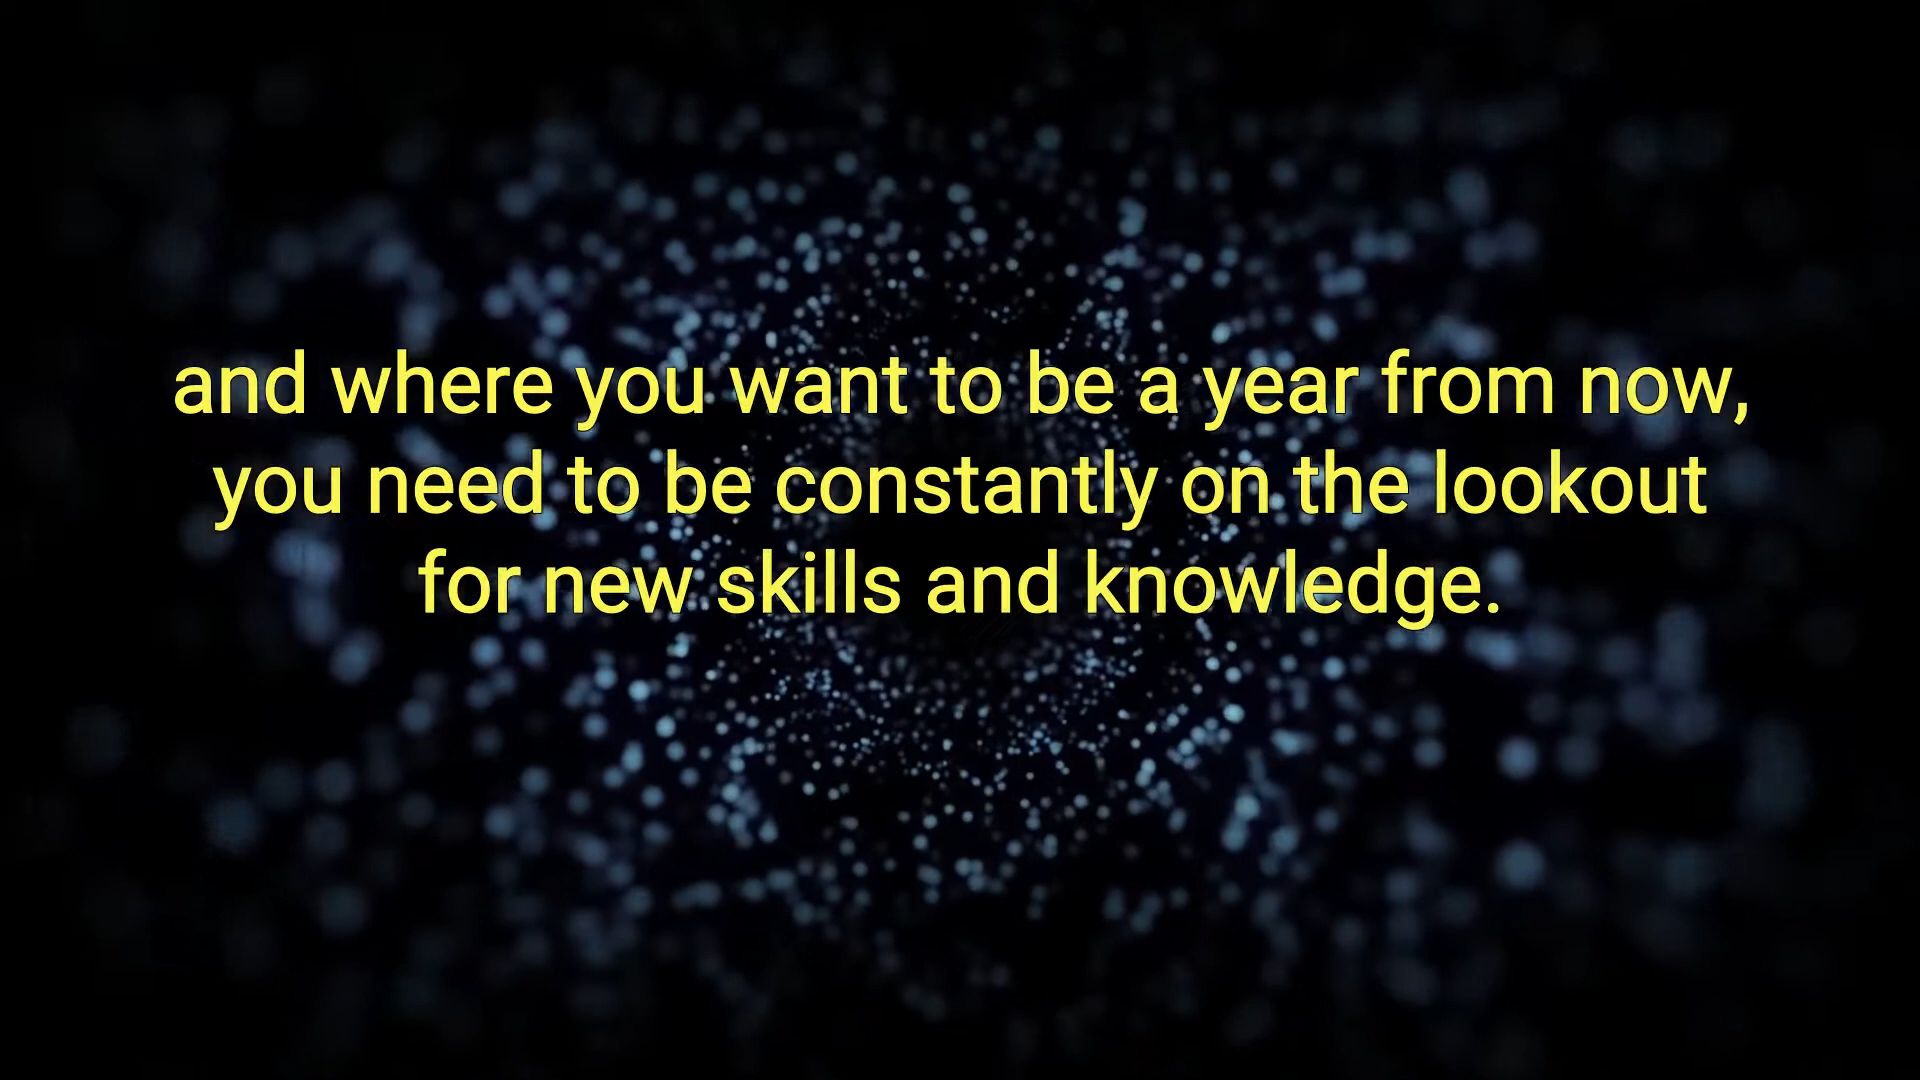 and where you want to be a year from now,
you need to be constantly on the lookout
for new skills and knowledge.